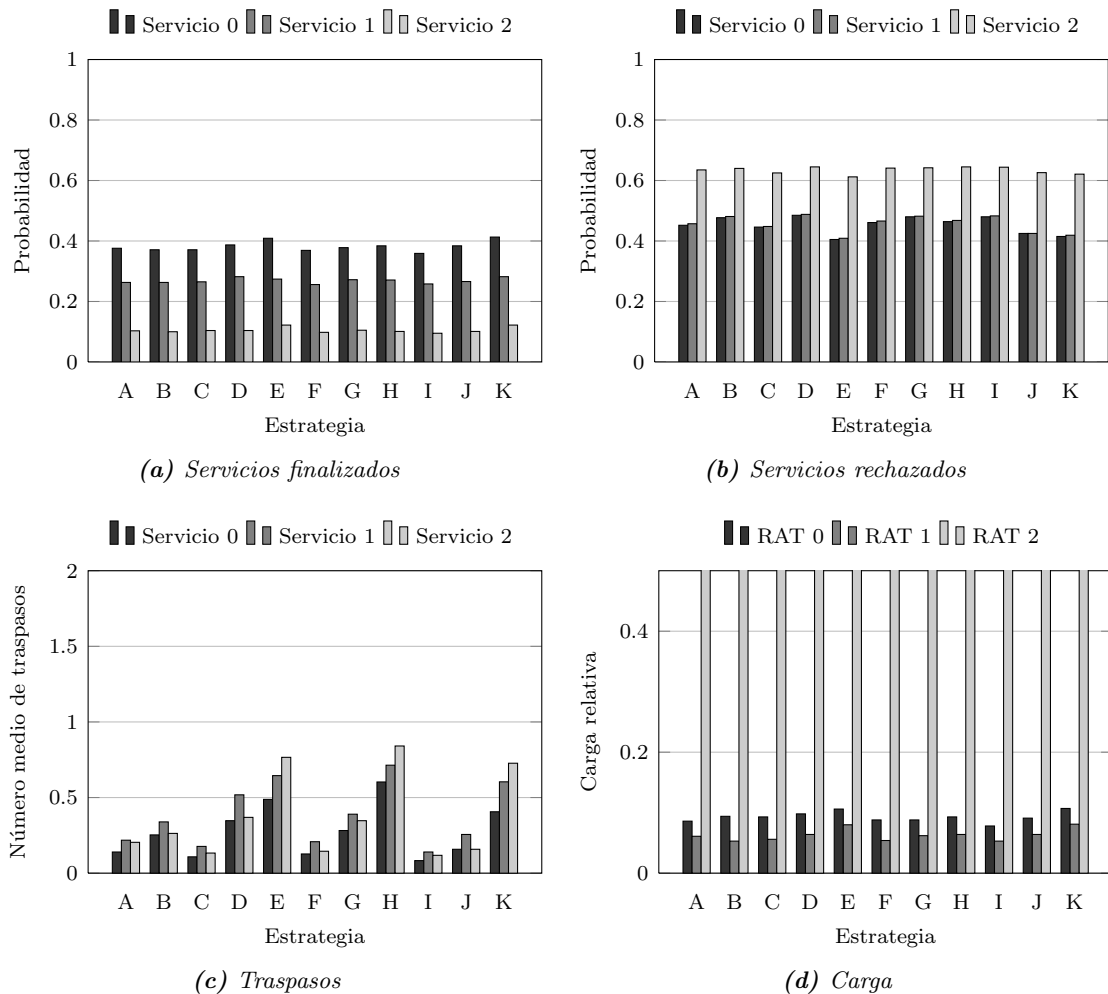 Servicio 0 Servicio 1 Servicio 2
1
0.8
0.6
0.4
0.2
0
Probabilidad
A B C D E F G H I J K
Estrategia
(a) Servicios finalizados
Servicio 0 Servicio 1 Servicio 2
1
0.8
0.6
0.4
0.2
0
Probabilidad
A B C D E F G H I J K
Estrategia
(b) Servicios rechazados
Servicio 0 Servicio 1 Servicio 2
2
1.5
1
0.5
0
Número medio de traspasos
A B C D E F G H I J K
Estrategia
(c) Traspasos
RAT 0 RAT 1 RAT 2
0.4
0.2
0
Carga relativa
A B C D E F G H I J K
Estrategia
(d) Carga